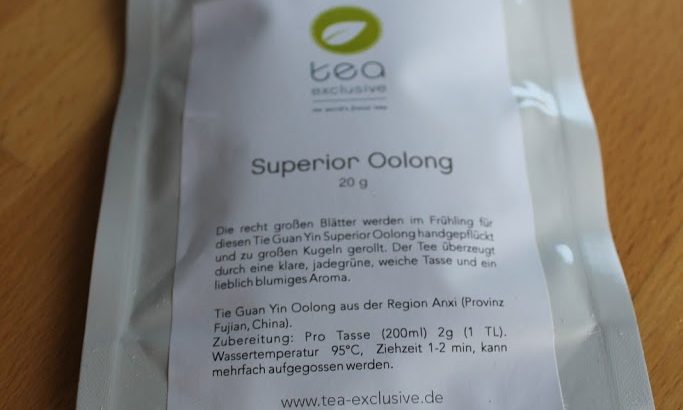 tea
exclusive
the world's finest teas
Superior Oolong
20 g
Die recht großen Blätter werden im Frühling für
diesen Tie Guan Yin Superior Oolong handgepflückt
und zu großen Kugeln gerollt. Der Tee überzeugt
durch eine klare, jadegrüne, weiche Tasse und ein
lieblich blumiges Aroma.
Tie Guan Yin Oolong aus der Region Anxi (Provinz
Fujian, China).
Zubereitung: Pro Tasse (200ml) 2g (1 TL).
Wassertemperatur 95°C, Ziehzeit 1-2 min, kann
mehrfach aufgegossen werden.
www.tea-exclusive.de